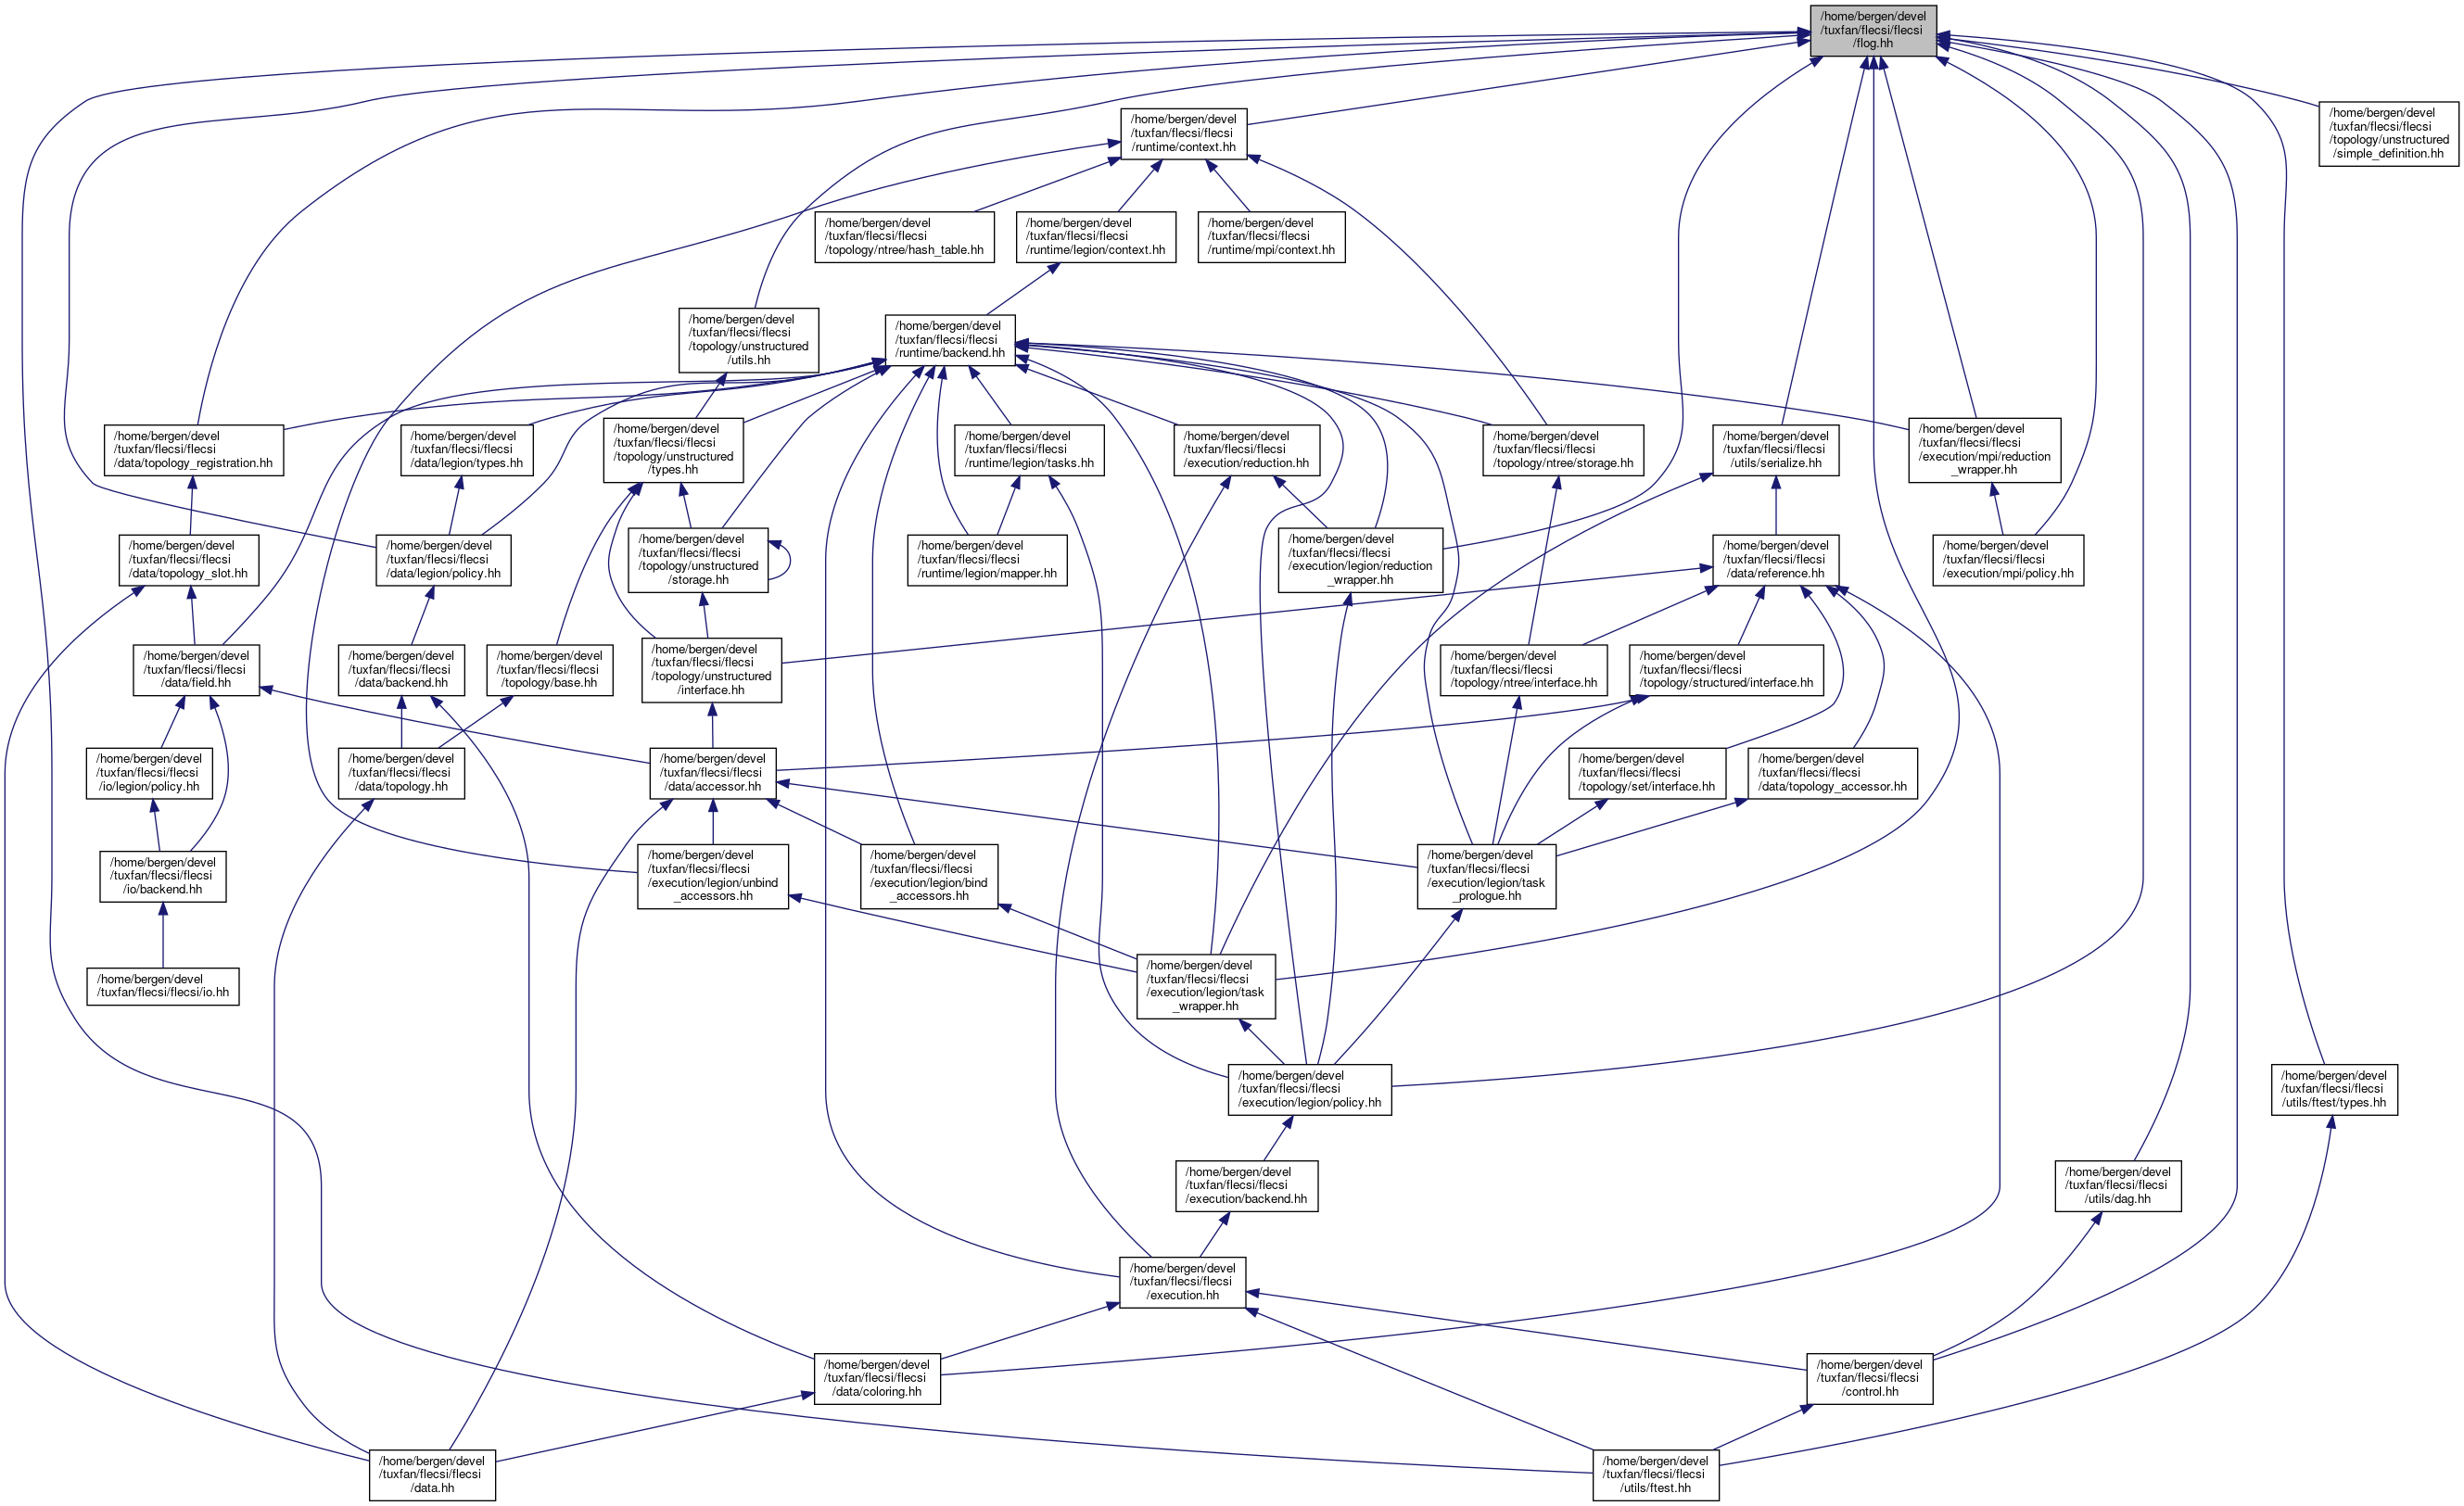 /home/bergen/devel
/tuxfan/flecsi/flecsi
/flog.hh
/home/bergen/devel
/tuxfan/flecsi/flecsi
/topology/unstructured
/simple_definition.hh
/home/bergen/devel
/tuxfan/flecsi/flecsi
/runtime/context.hh
/home/bergen/devel
/tuxfan/flecsi/flecsi
/topology/ntree/hash_table.hh
/home/bergen/devel
/tuxfan/flecsi/flecsi
/runtime/legion/context.hh
/home/bergen/devel
/tuxfan/flecsi/flecsi
/runtime/mpi/context.hh
/home/bergen/devel
/tuxfan/flecsi/flecsi
/topology/unstructured
/utils.hh
/home/bergen/devel
/tuxfan/flecsi/flecsi
/runtime/backend.hh
/home/bergen/devel
/tuxfan/flecsi/flecsi
/data/topology_registration.hh
/home/bergen/devel
/tuxfan/flecsi/flecsi
/data/legion/types.hh
/home/bergen/devel
/tuxfan/flecsi/flecsi
/topology/unstructured
/types.hh
/home/bergen/devel
/tuxfan/flecsi/flecsi
/runtime/legion/tasks.hh
/home/bergen/devel
/tuxfan/flecsi/flecsi
/execution/reduction.hh
/home/bergen/devel
/tuxfan/flecsi/flecsi
/topology/ntree/storage.hh
/home/bergen/devel
/tuxfan/flecsi/flecsi
/utils/serialize.hh
/home/bergen/devel
/tuxfan/flecsi/flecsi
/execution/mpi/reduction
_wrapper.hh
/home/bergen/devel
/tuxfan/flecsi/flecsi
/data/topology_slot.hh
/home/bergen/devel
/tuxfan/flecsi/flecsi
/data/legion/policy.hh
/home/bergen/devel
/tuxfan/flecsi/flecsi
/topology/unstructured
/storage.hh
/home/bergen/devel
/tuxfan/flecsi/flecsi
/runtime/legion/mapper.hh
/home/bergen/devel
/tuxfan/flecsi/flecsi
/execution/legion/reduction
_wrapper.hh
/home/bergen/devel
/tuxfan/flecsi/flecsi
/data/reference.hh
/home/bergen/devel
/tuxfan/flecsi/flecsi
/execution/mpi/policy.hh
/home/bergen/devel
/tuxfan/flecsi/flecsi
/data/field.hh
/home/bergen/devel
/tuxfan/flecsi/flecsi
/data/backend.hh
/home/bergen/devel
/tuxfan/flecsi/flecsi
/topology/base.hh
/home/bergen/devel
/tuxfan/flecsi/flecsi
/topology/unstructured
/interface.hh
/home/bergen/devel
/tuxfan/flecsi/flecsi
/topology/ntree/interface.hh
/home/bergen/devel
/tuxfan/flecsi/flecsi
/topology/structured/interface.hh
/home/bergen/devel
/tuxfan/flecsi/flecsi
/io/legion/policy.hh
/home/bergen/devel
/tuxfan/flecsi/flecsi
/data/topology.hh
/home/bergen/devel
/tuxfan/flecsi/flecsi
/data/accessor.hh
/home/bergen/devel
/tuxfan/flecsi/flecsi
/topology/set/interface.hh
/home/bergen/devel
/tuxfan/flecsi/flecsi
/data/topology_accessor.hh
/home/bergen/devel
/tuxfan/flecsi/flecsi
/io/backend.hh
/home/bergen/devel
/tuxfan/flecsi/flecsi
/execution/legion/unbind
_accessors.hh
/home/bergen/devel
/tuxfan/flecsi/flecsi
/execution/legion/bind
_accessors.hh
/home/bergen/devel
/tuxfan/flecsi/flecsi
/execution/legion/task
_prologue.hh
/home/bergen/devel
/tuxfan/flecsi/flecsi/io.hh
/home/bergen/devel
/tuxfan/flecsi/flecsi
/execution/legion/task
_wrapper.hh
/home/bergen/devel
/tuxfan/flecsi/flecsi
/execution/legion/policy.hh
/home/bergen/devel
/tuxfan/flecsi/flecsi
/utils/ftest/types.hh
/home/bergen/devel
/tuxfan/flecsi/flecsi
/execution/backend.hh
/home/bergen/devel
/tuxfan/flecsi/flecsi
/utils/dag.hh
/home/bergen/devel
/tuxfan/flecsi/flecsi
/execution.hh
/home/bergen/devel
/tuxfan/flecsi/flecsi
/data/coloring.hh
/home/bergen/devel
/tuxfan/flecsi/flecsi
/control.hh
/home/bergen/devel
/tuxfan/flecsi/flecsi
/data.hh
/home/bergen/devel
/tuxfan/flecsi/flecsi
/utils/ftest.hh